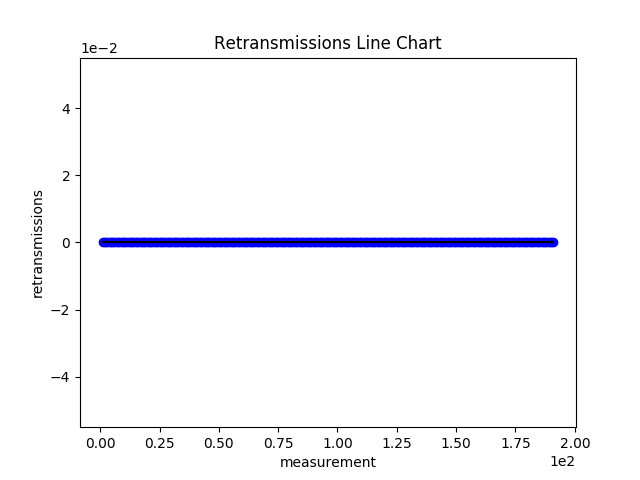 Retransmissions Line Chart
1e−2
4
2
0
−2
−4
retransmissions
0.00 0.25 0.50 0.75 1.00 1.25 1.50 1.75 2.00
measurement
1e2